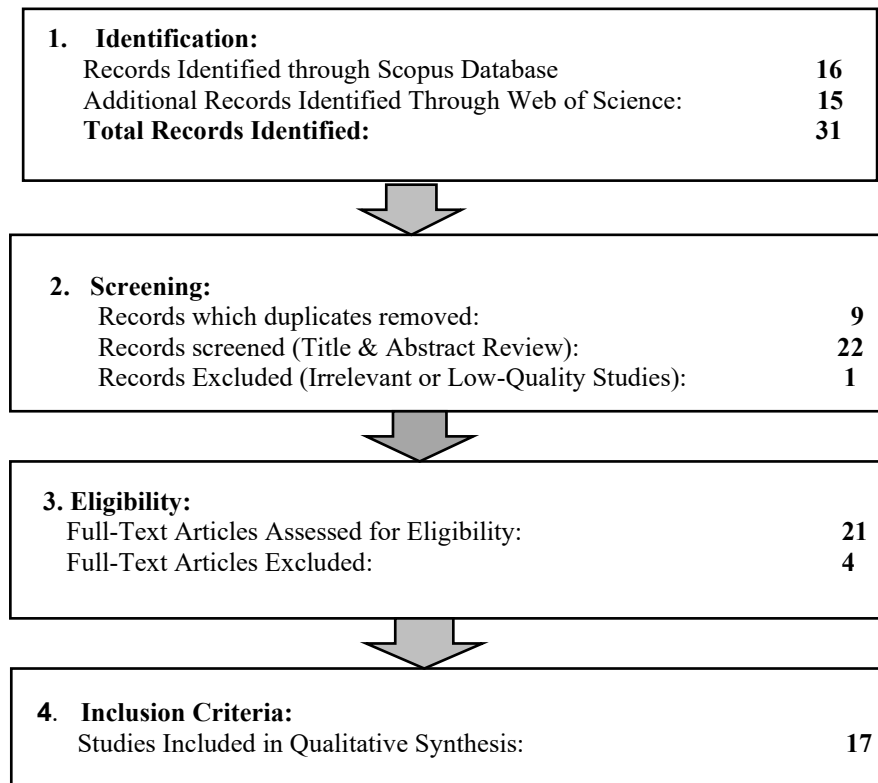 1. Identification:
Records Identified through Scopus Database 16
Additional Records Identified Through Web of Science: 15
Total Records Identified: 31
2. Screening:
Records which duplicates removed: 9
Records screened (Title & Abstract Review): 22
Records Excluded (Irrelevant or Low-Quality Studies): 1
3. Eligibility:
Full-Text Articles Assessed for Eligibility: 21
Full-Text Articles Excluded: 4
4. Inclusion Criteria:
Studies Included in Qualitative Synthesis: 17